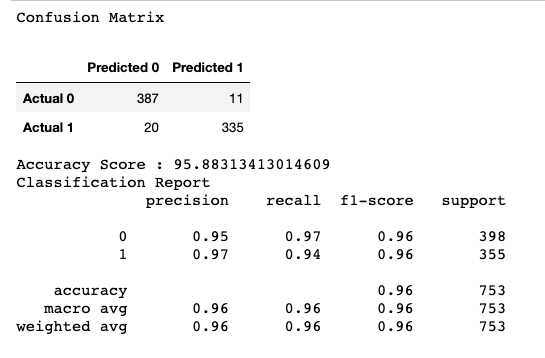 Confusion Matrix
Predicted 0 Predicted 1
Actual 0 387 11
Actual 1 20 335
Accuracy Score : 95.88313413014609
Classification Report
precision recall f1-score support
0 0.95 0.97 0.96 398
1 0.97 0.94 0.96 355
accuracy 0.96 753
macro avg 0.96 0.96 0.96 753
weighted avg 0.96 0.96 0.96 753